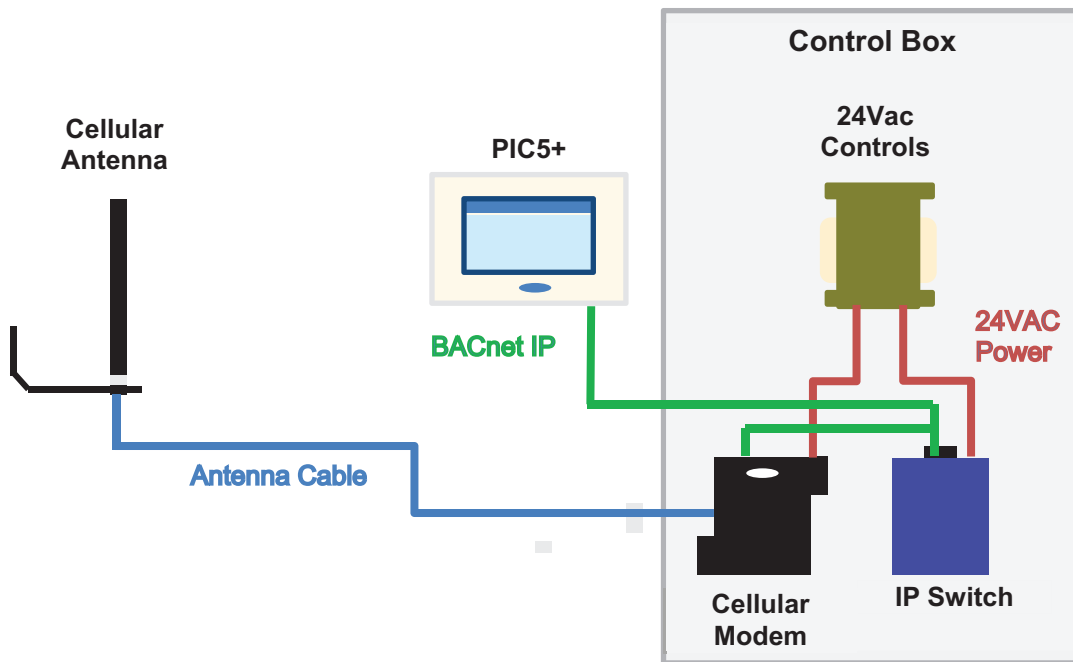 Control Box
Cellular
Antenna
PIC5+
24Vac
Controls
BACnet IP
24VAC
Power
Antenna Cable
Cellular
Modem
IP Switch